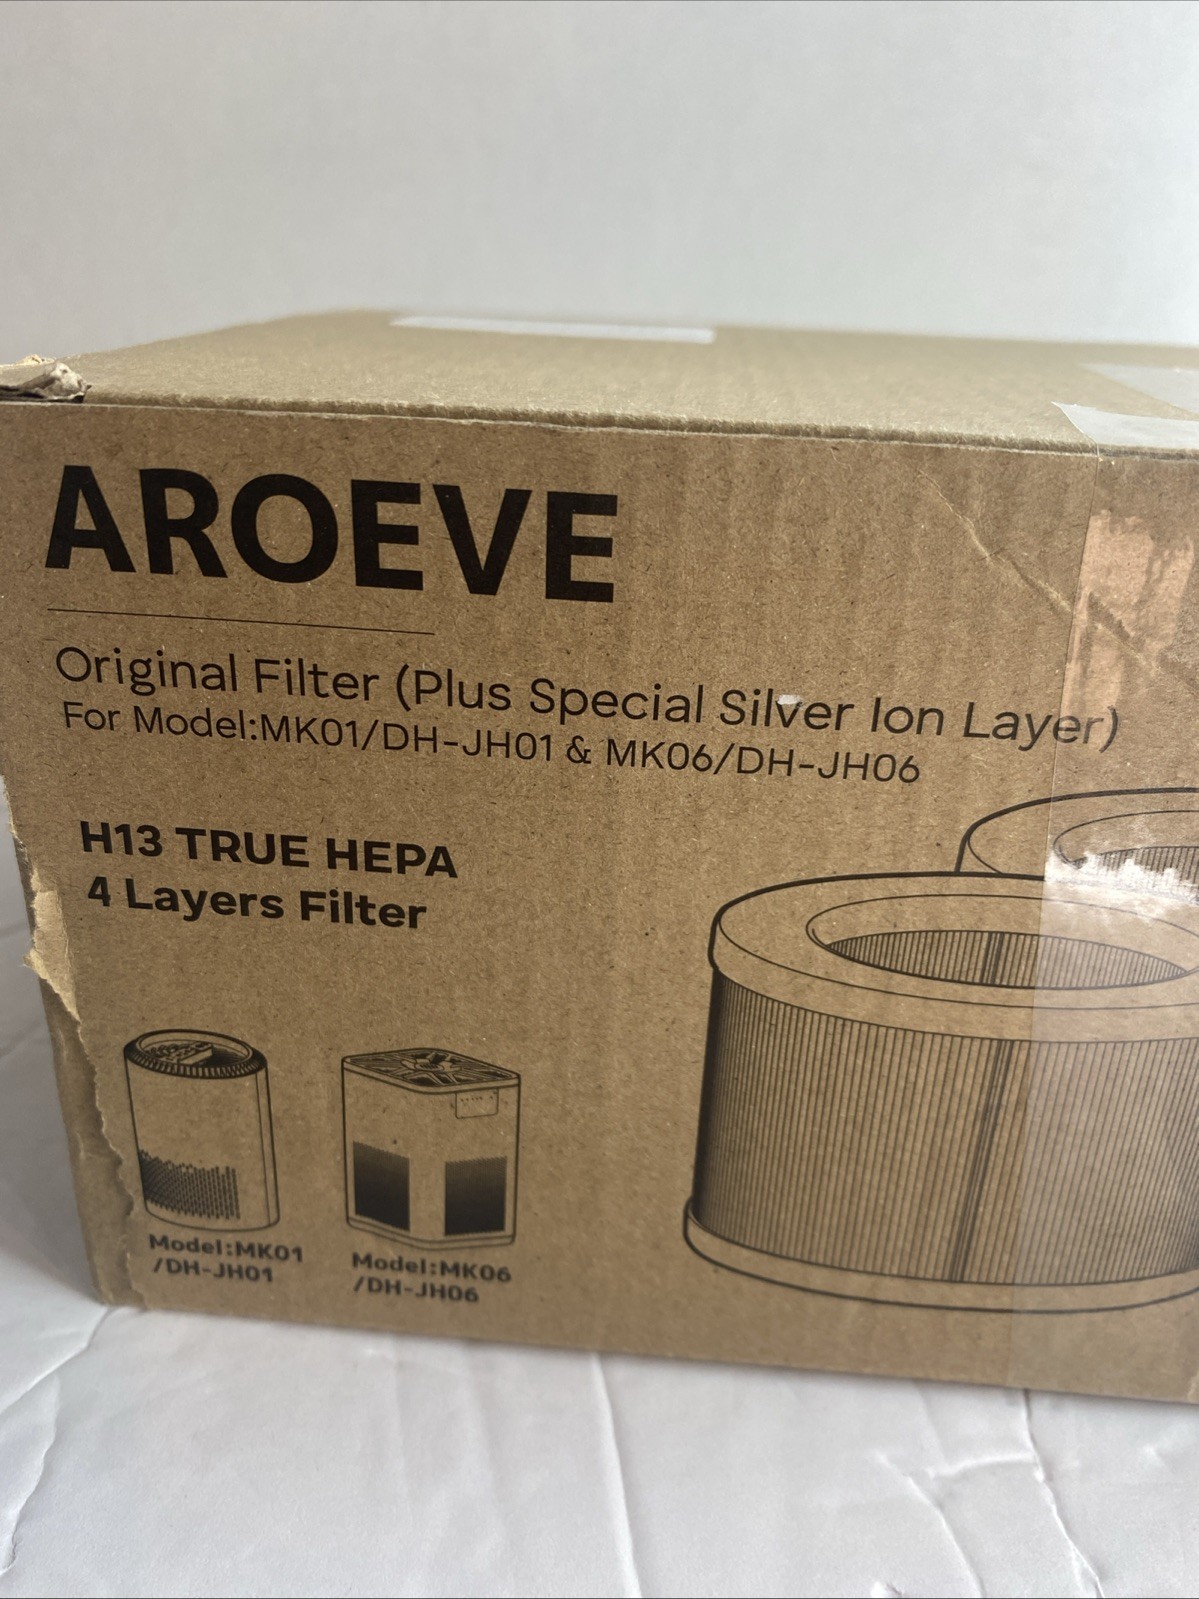 AROEVE
Original Filter (Plus Special Silver Ion Layer)
For Model:MK01/DH-JH01 & MK06/DH-JH06
H13 TRUE HEPA
4 Layers Filter
Model:MK01
/DH-JH01
Model:MK06
/DH-JH06